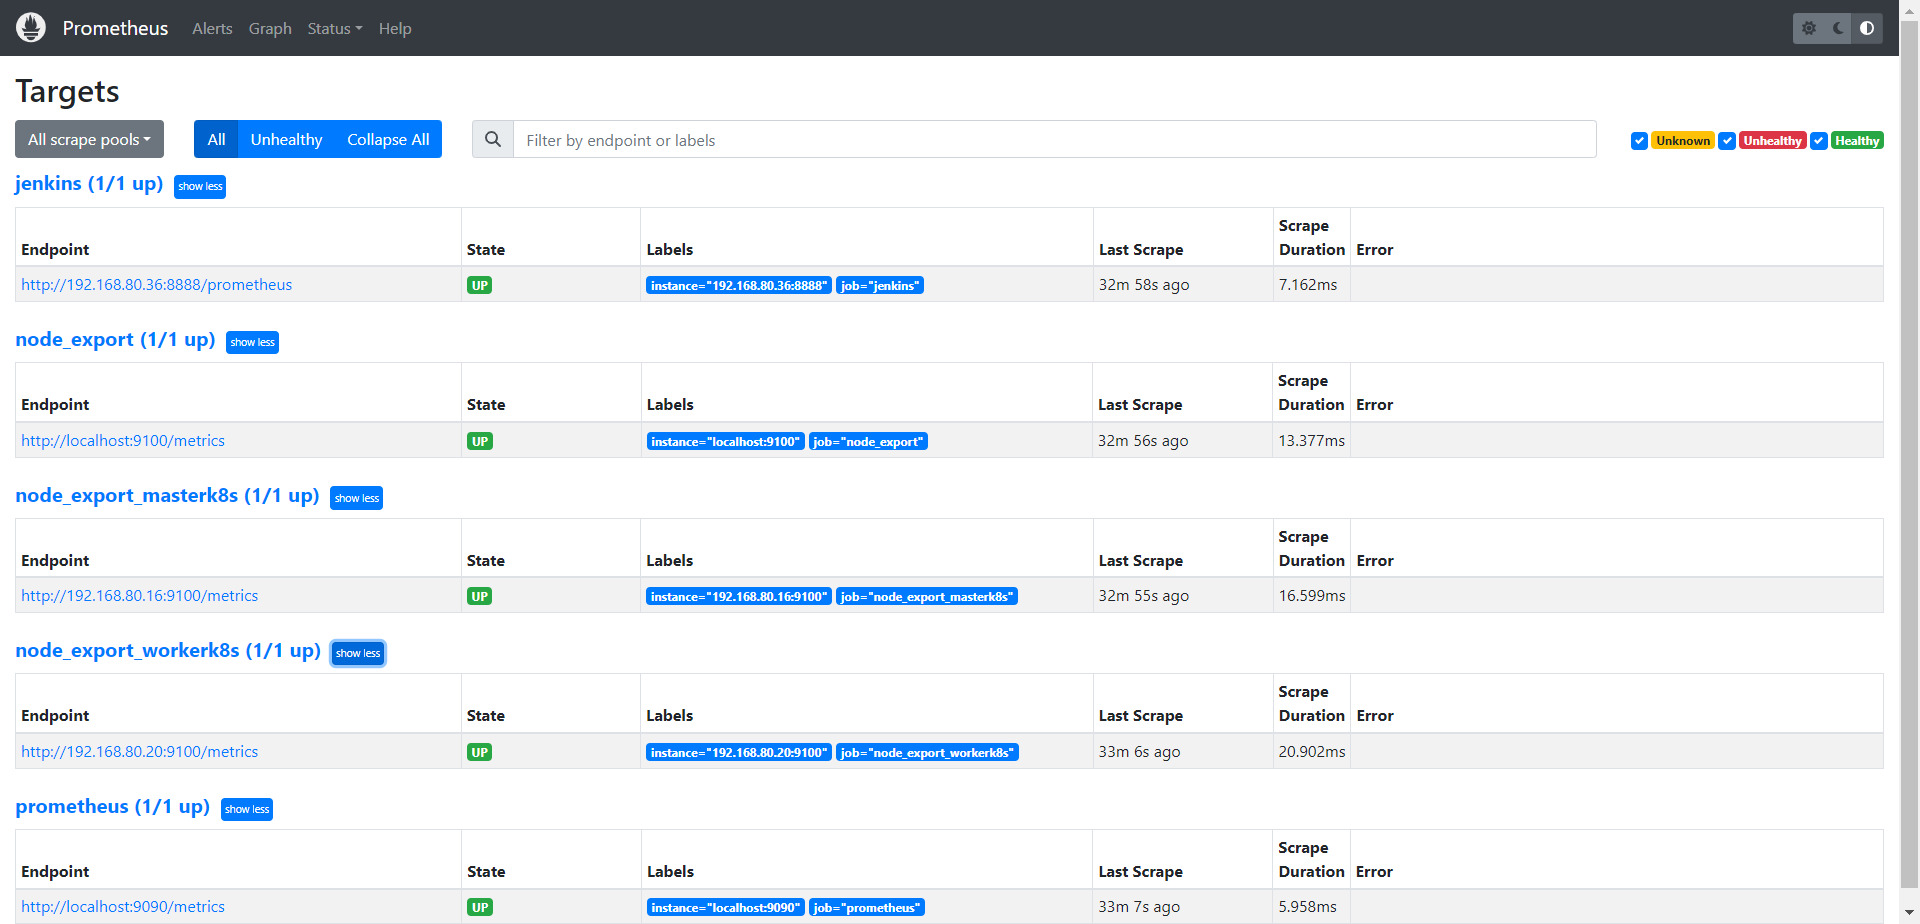 Prometheus Alerts Graph Status Help
Targets
All scrape pools All Unhealthy Collapse All Filter by endpoint or labels Unknown Unhealthy Healthy
jenkins (1/1 up) show less
Endpoint State Labels Last Scrape Scrape Duration Error
http://192.168.80.36:8888/prometheus UP instance="192.168.80.36:8888" job="jenkins" 32m 58s ago 7.162ms
node_export (1/1 up) show less
Endpoint State Labels Last Scrape Scrape Duration Error
http://localhost:9100/metrics UP instance="localhost:9100" job="node_export" 32m 56s ago 13.377ms
node_export_masterk8s (1/1 up) show less
Endpoint State Labels Last Scrape Scrape Duration Error
http://192.168.80.16:9100/metrics UP instance="192.168.80.16:9100" job="node_export_masterk8s" 32m 55s ago 16.599ms
node_export_workerk8s (1/1 up) show less
Endpoint State Labels Last Scrape Scrape Duration Error
http://192.168.80.20:9100/metrics UP instance="192.168.80.20:9100" job="node_export_workerk8s" 33m 6s ago 20.902ms
prometheus (1/1 up) show less
Endpoint State Labels Last Scrape Scrape Duration Error
http://localhost:9090/metrics UP instance="localhost:9090" job="prometheus" 33m 7s ago 5.958ms